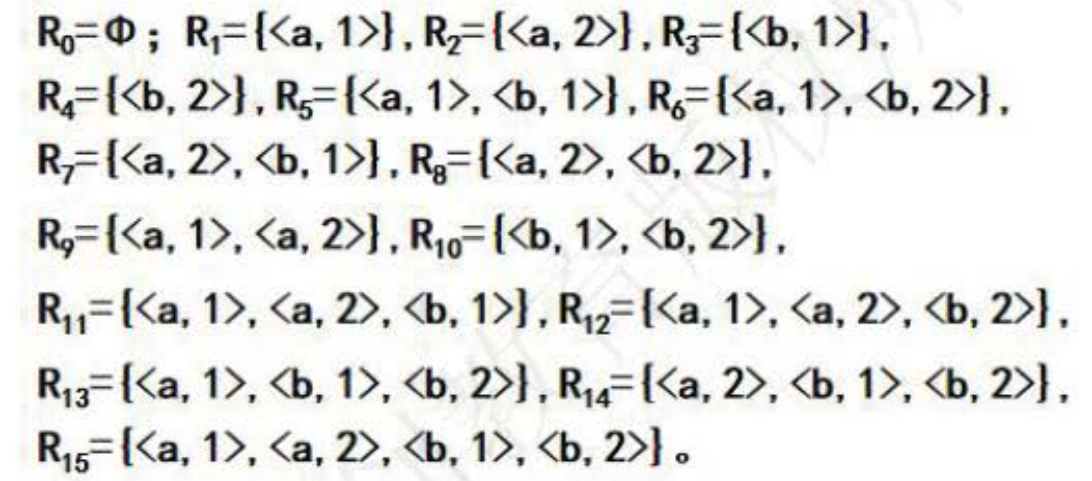 R₀=Φ；R₁={<a, 1>}, R₂={<a, 2>}, R₃={<b, 1>},
R₄={<b, 2>}, R₅={<a, 1>, <b, 1>}, R₆={<a, 1>, <b, 2>},
R₇={<a, 2>, <b, 1>}, R₈={<a, 2>, <b, 2>},
R₉={<a, 1>, <a, 2>}, R₁₀={<b, 1>, <b, 2>},
R₁₁={<a, 1>, <a, 2>, <b, 1>}, R₁₂={<a, 1>, <a, 2>, <b, 2>},
R₁₃={<a, 1>, <b, 1>, <b, 2>}, R₁₄={<a, 2>, <b, 1>, <b, 2>},
R₁₅={<a, 1>, <a, 2>, <b, 1>, <b, 2>}。